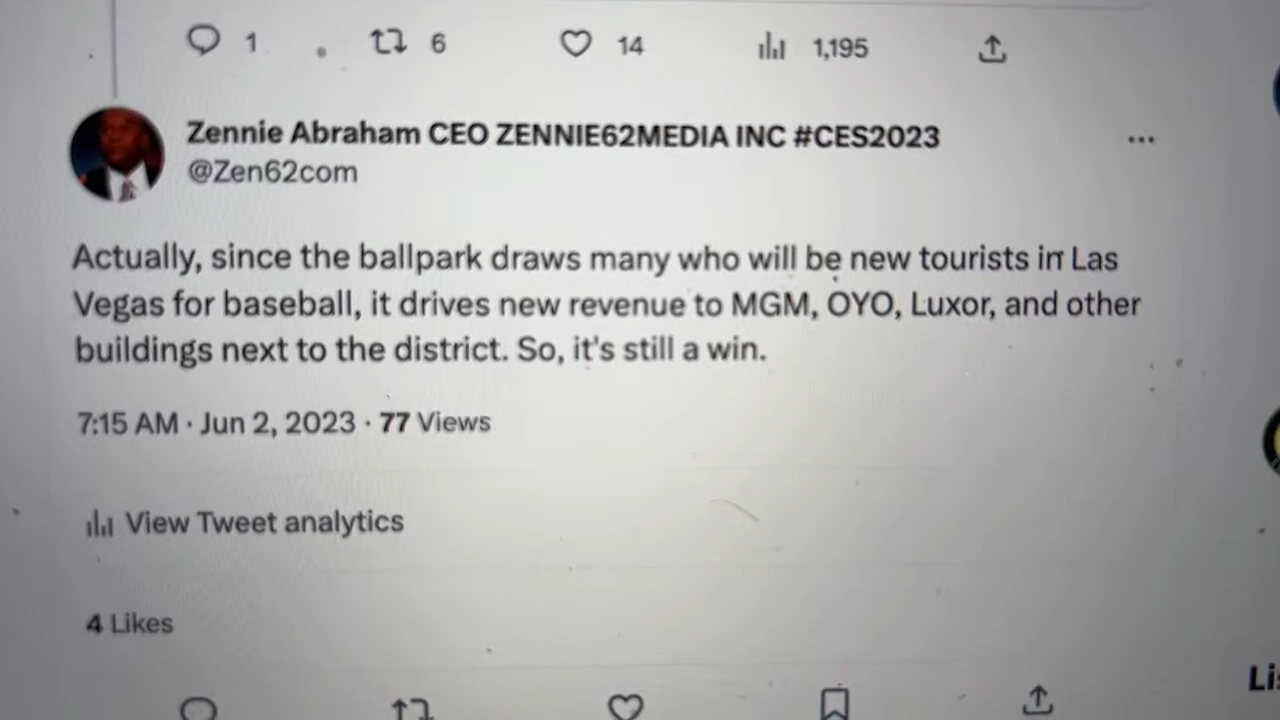 1 6 14 1,195
Zennie Abraham CEO ZENNIE62MEDIA INC #CES2023
@Zen62com
Actually, since the ballpark draws many who will be new tourists in Las
Vegas for baseball, it drives new revenue to MGM, OYO, Luxor, and other
buildings next to the district. So, it's still a win.
7:15 AM · Jun 2, 2023 · 77 Views
View Tweet analytics
4 Likes